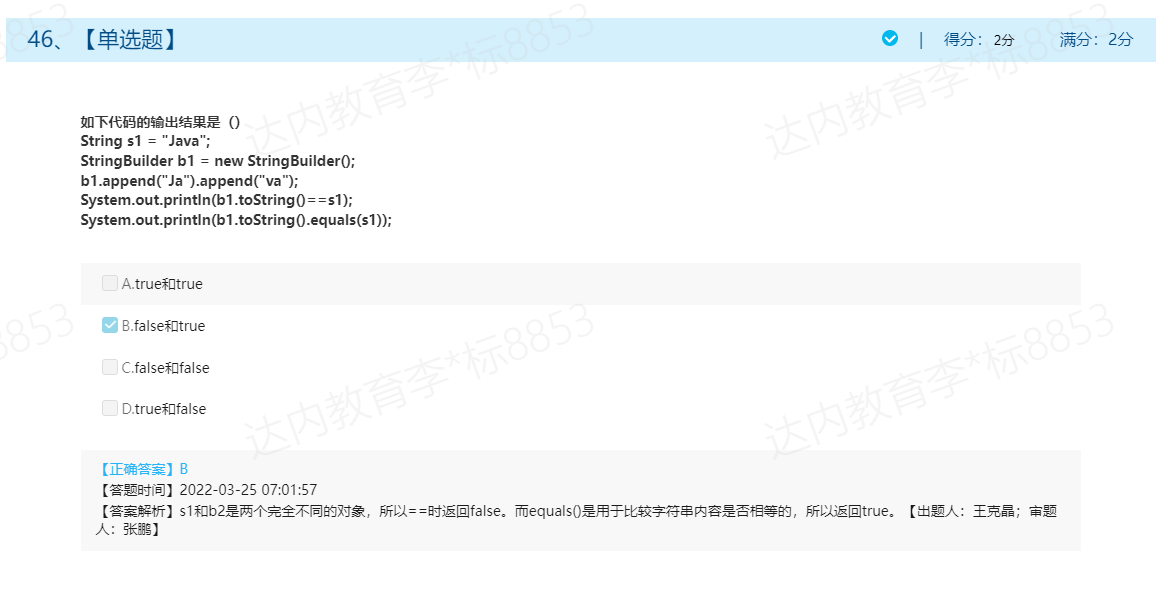 46、【单选题】 | 得分： 2分 满分：2分
如下代码的输出结果是（）
String s1 = "Java";
StringBuilder b1 = new StringBuilder();
b1.append("Ja").append("va");
System.out.println(b1.toString()==s1);
System.out.println(b1.toString().equals(s1));
A.true和true
B.false和true
C.false和false
D.true和false
【正确答案】B
【答题时间】2022-03-25 07:01:57
【答案解析】s1和b2是两个完全不同的对象，所以==时返回false。而equals()是用于比较字符串内容是否相等的，所以返回true。【出题人：王克晶；审题
人：张鹏】
达内教育李*标8853
达内教育李*标8853
达内教育李*标8853
达内教育李*标8853
8853
8853